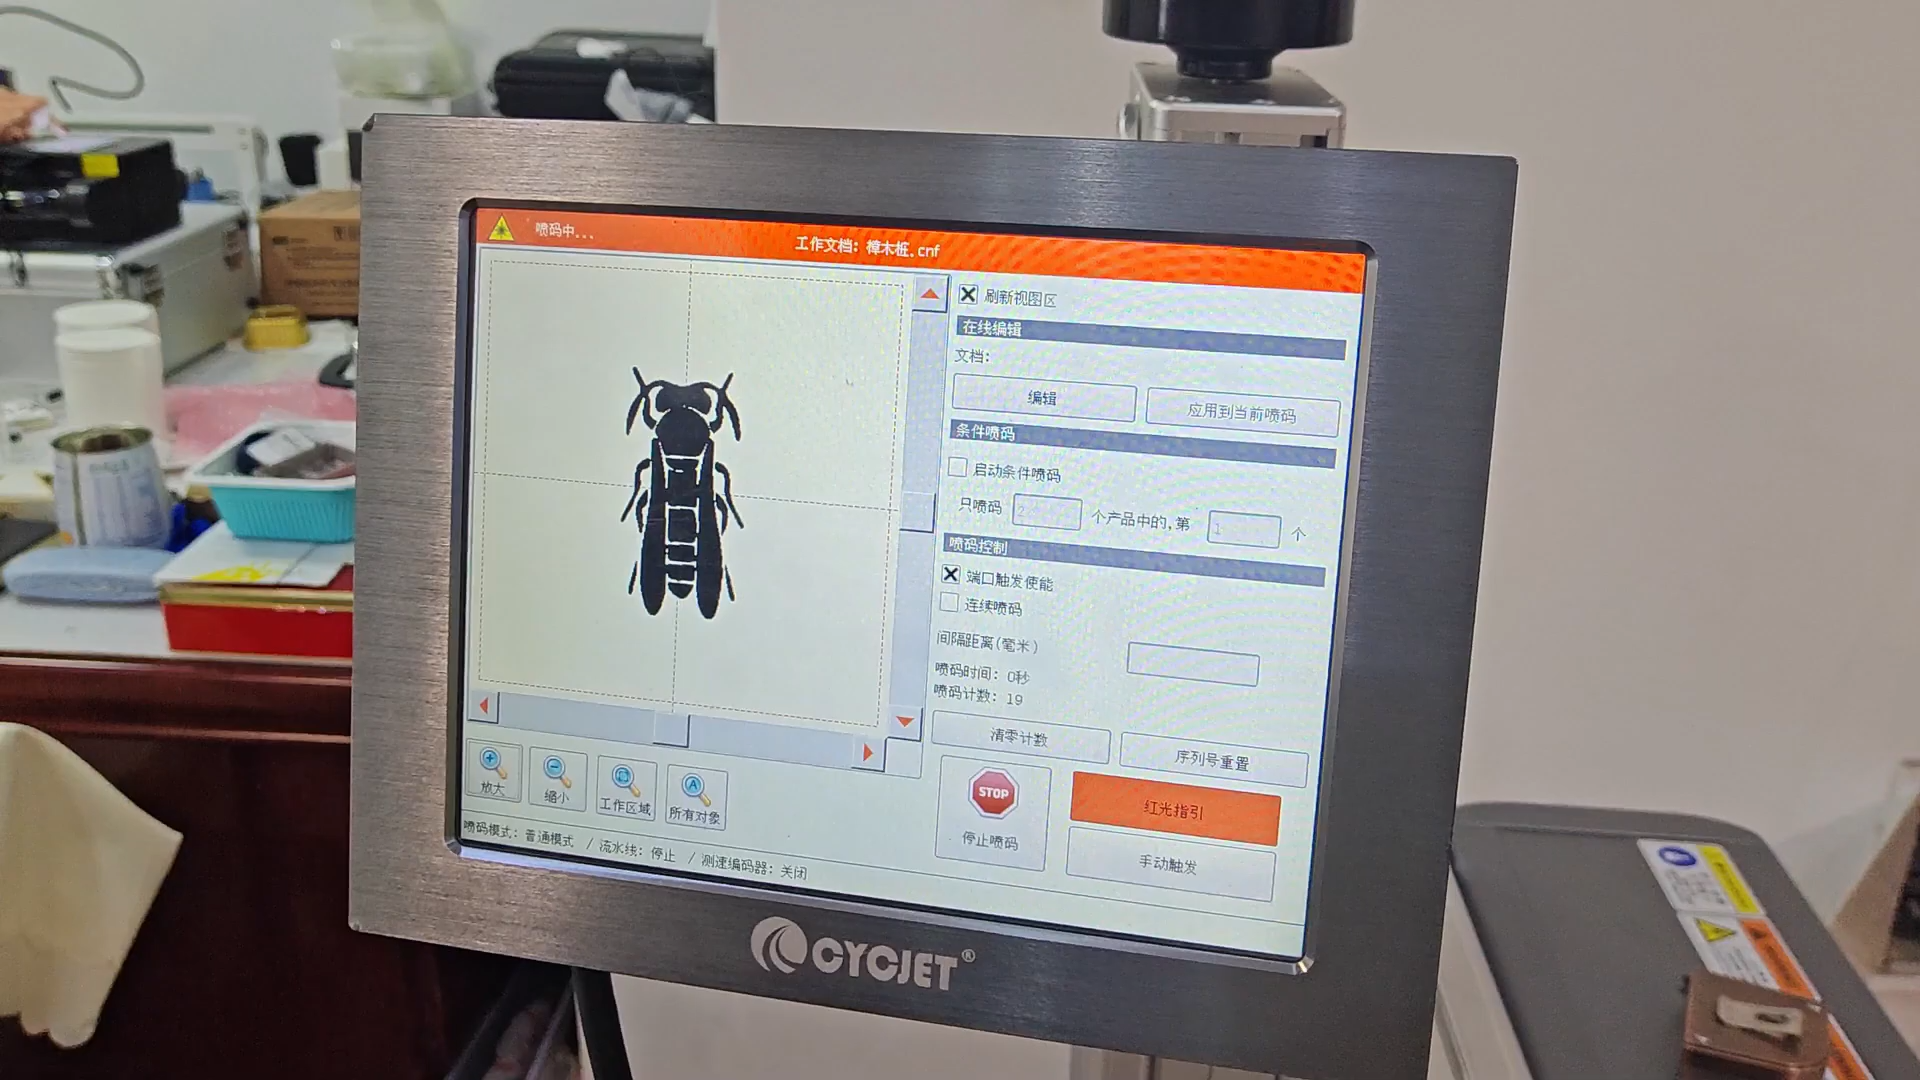 喷码中...
工作文档: 樟木桩.cnf
刷新视图区
在线编辑
文档:
编辑
应用到当前喷码
条件喷码
启动条件喷码
只喷码 2 个产品中的,第 1 个
喷码控制
端口触发使能
连续喷码
间隔距离(毫米)
喷码时间: 0秒
喷码计数: 19
清零计数
序列号重置
STOP
停止喷码
红光指引
手动触发
放大
缩小
工作区域
A
所有对象
喷码模式: 普通模式 / 流水线: 停止 / 测速编码器: 关闭
CYCJET®